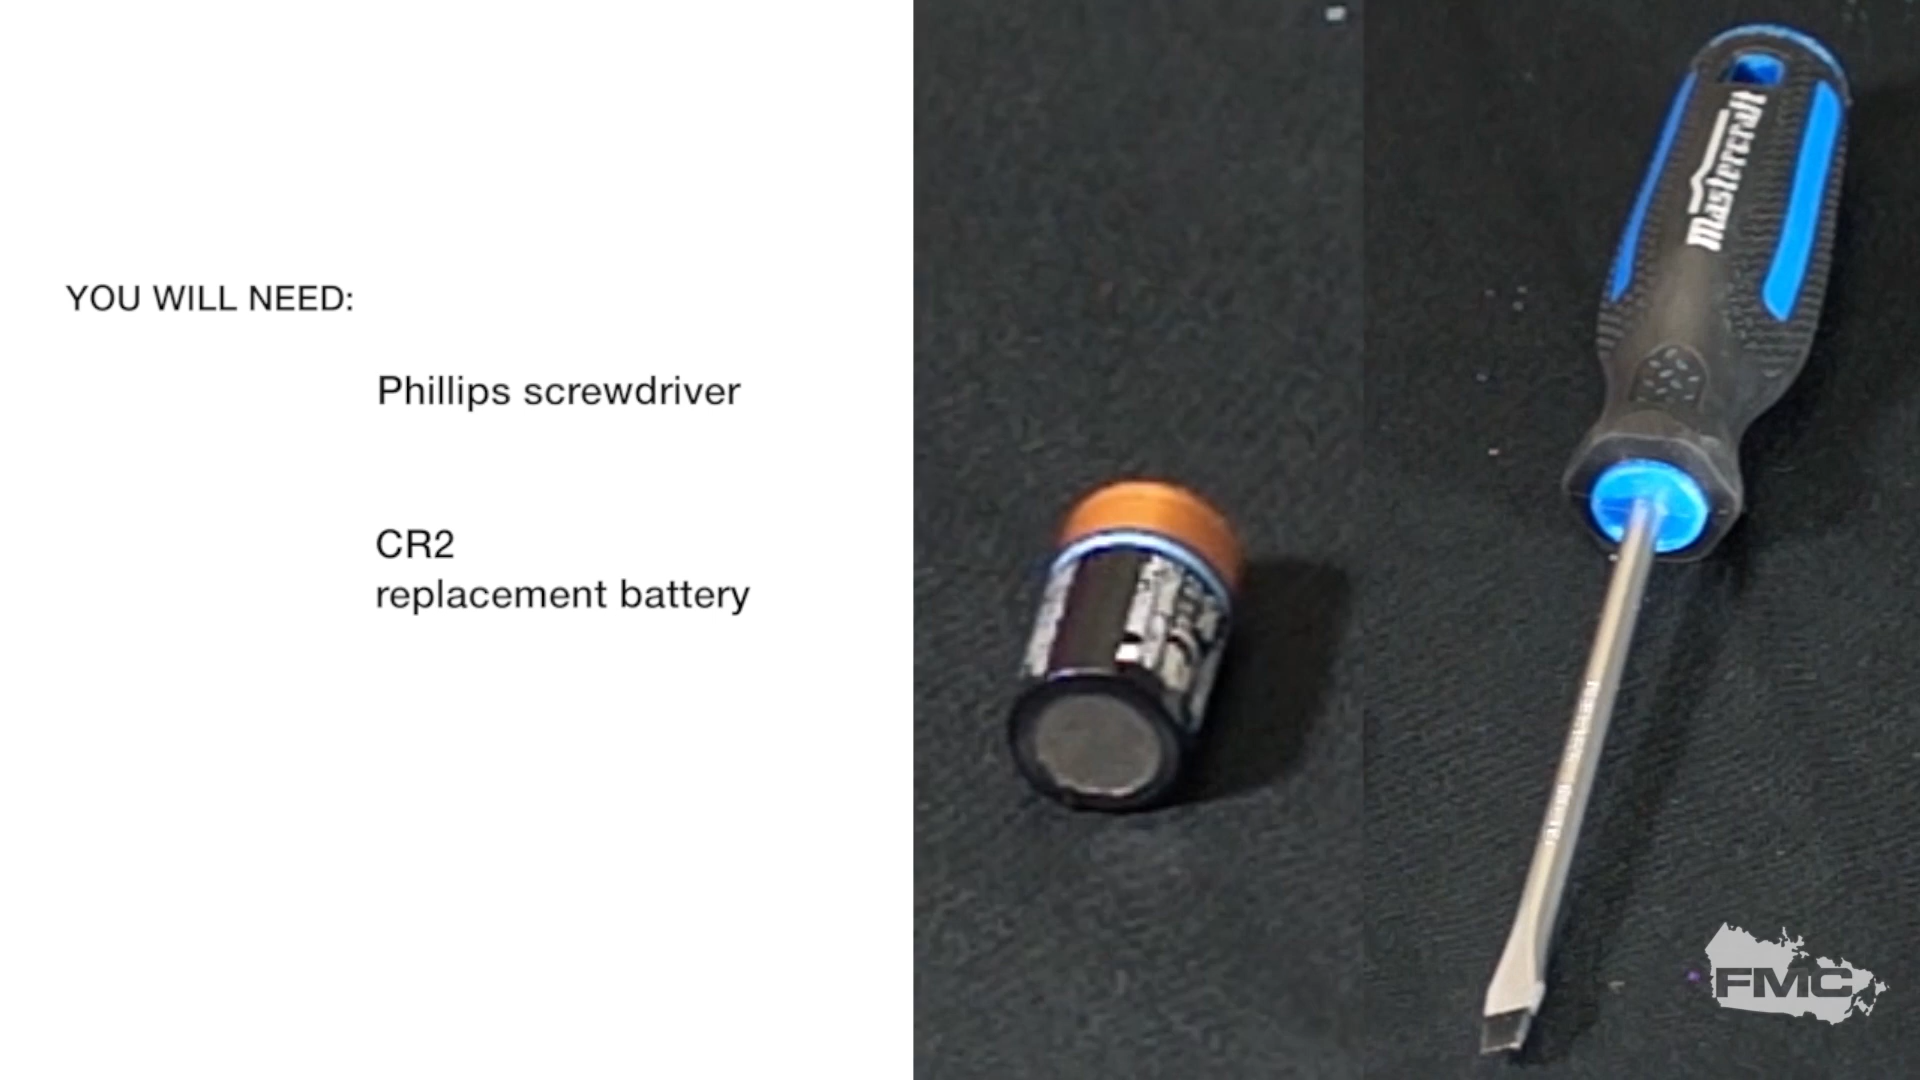 YOU WILL NEED:
Phillips screwdriver
CR2
replacement battery
Mastercraft
FMC